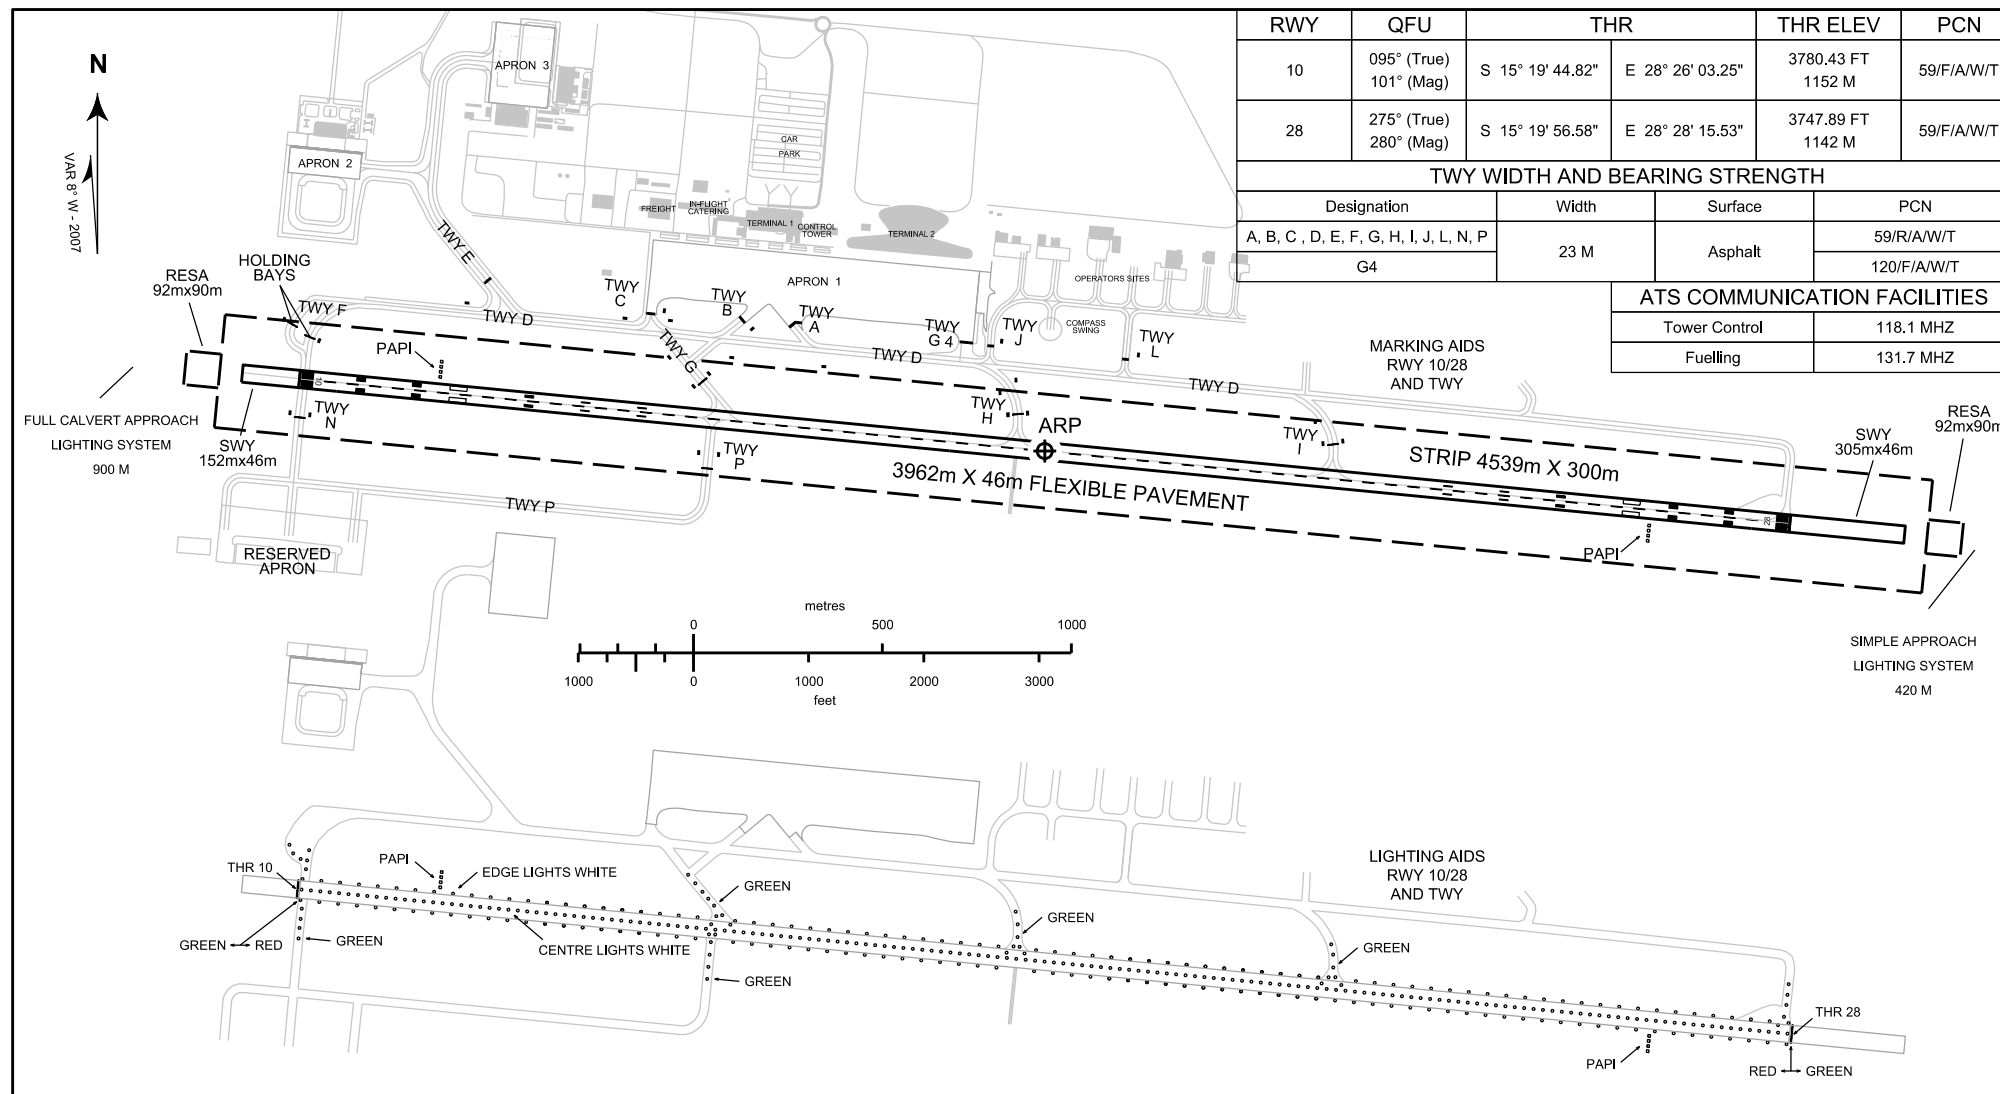 RWY QFU THR THR ELEV PCN
10 095° (True) 101° (Mag) S 15° 19' 44.82" E 28° 26' 03.25" 3780.43 FT 1152 M 59/F/A/W/T
28 275° (True) 280° (Mag) S 15° 19' 56.58" E 28° 28' 15.53" 3747.89 FT 1142 M 59/F/A/W/T
TWY WIDTH AND BEARING STRENGTH
Designation Width Surface PCN
A, B, C , D, E, F, G, H, I, J, L, N, P 23 M Asphalt 59/R/A/W/T
G4 120/F/A/W/T
ATS COMMUNICATION FACILITIES
Tower Control 118.1 MHZ
Fuelling 131.7 MHZ
N
VAR 8° W - 2007
APRON 3
APRON 2
CAR
PARK
FREIGHT
IN-FLIGHT
CATERING
TERMINAL 1
CONTROL
TOWER
TERMINAL 2
APRON 1
OPERATORS SITES
COMPASS
SWING
TWY E
HOLDING
BAYS
RESA
92mx90m
TWY F
TWY D
TWY
C
TWY
B
TWY
A
TWY
G 4
TWY
J
TWY
L
TWY G
TWY D
TWY D
PAPI
MARKING AIDS
RWY 10/28
AND TWY
10
TWY
N
TWY
H
ARP
TWY
I
FULL CALVERT APPROACH
LIGHTING SYSTEM
900 M
SWY
152mx46m
TWY
P
3962m X 46m FLEXIBLE PAVEMENT
STRIP 4539m X 300m
SWY
305mx46m
RESA
92mx90m
TWY P
28
PAPI
RESERVED
APRON
SIMPLE APPROACH
LIGHTING SYSTEM
420 M
metres
0 500 1000
1000 0 1000 2000 3000
feet
LIGHTING AIDS
RWY 10/28
AND TWY
THR 10
PAPI
EDGE LIGHTS WHITE
GREEN
GREEN
GREEN
GREEN RED
GREEN
CENTRE LIGHTS WHITE
GREEN
THR 28
PAPI
RED GREEN